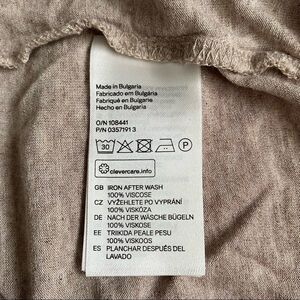 Made in Bulgaria
Fabricado em Bulgária
Fabriqué en Bulgarie
Hecho en Bulgaria
O/N 108441
P/N 0357191 3
30 P
clevercare.info
GB IRON AFTER WASH
100% VISCOSE
CZ VYŽEHLETE PO VYPRÁNÍ
100% VISKÓZA
DE NACH DER WÄSCHE BÜGELN
100% VISKOSE
EE TRIIKIDA PEALE PESU
100% VISKOOS
ES PLANCHAR DESPUÉS DEL
LAVADO